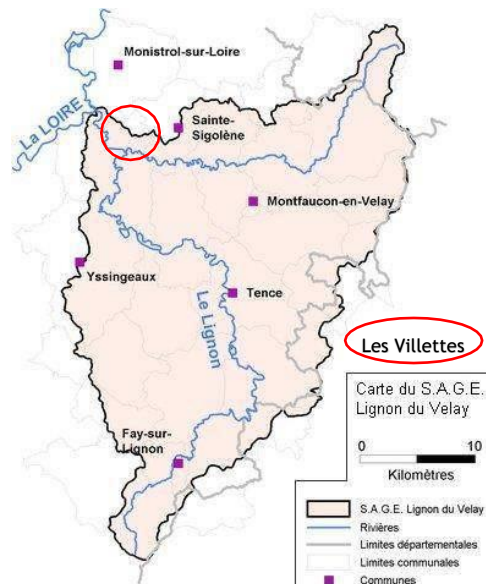 Monistrol-sur-Loire
La LOIRE
Sainte-
Sigolène
Montfaucon-en-Velay
Yssingeaux
Le Lignon
Tence
Les Villettes
Fay-sur-
Lignon
Carte du S.A.G.E.
Lignon du Velay
0 10
Kilomètres
S.A.G.E. Lignon du Velay
Rivières
Limites départementales
Limites communales
Communes